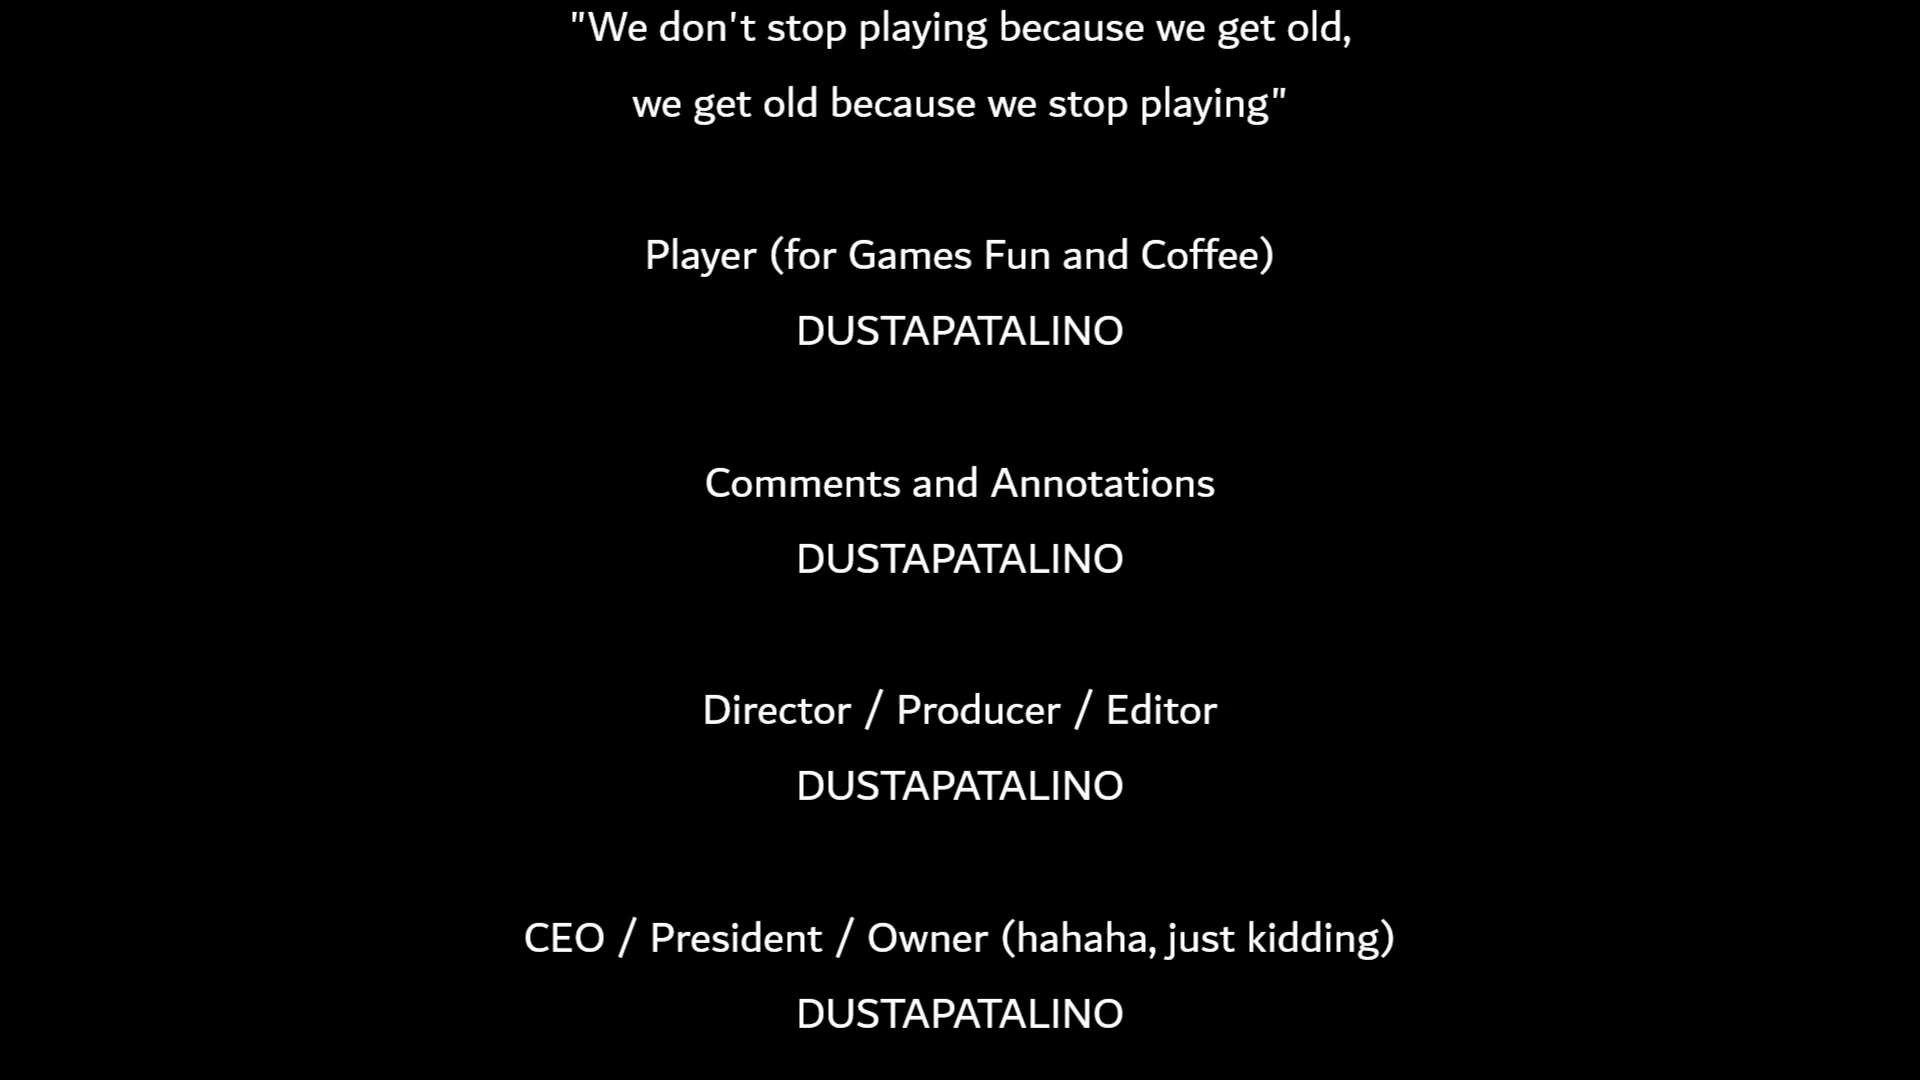 "We don't stop playing because we get old,
we get old because we stop playing"
Player (for Games Fun and Coffee)
DUSTAPATALINO
Comments and Annotations
DUSTAPATALINO
Director / Producer / Editor
DUSTAPATALINO
CEO / President / Owner (hahaha, just kidding)
DUSTAPATALINO